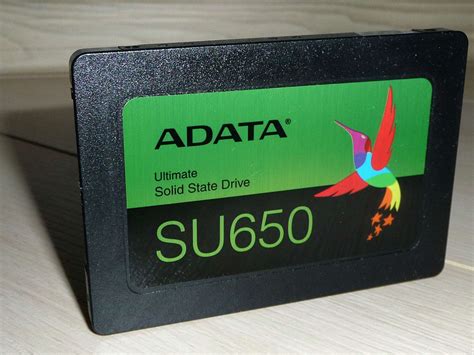 ADATA®
Ultimate
Solid State Drive
SU650